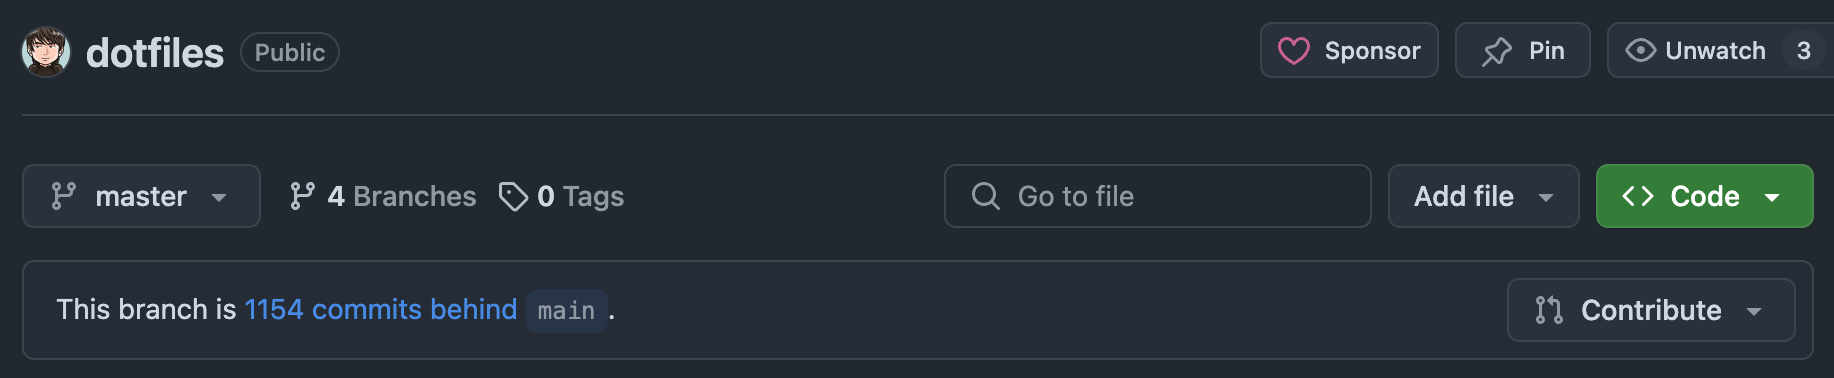 dotfiles Public Sponsor Pin Unwatch 3
master 4 Branches 0 Tags Go to file Add file Code
This branch is 1154 commits behind main. Contribute